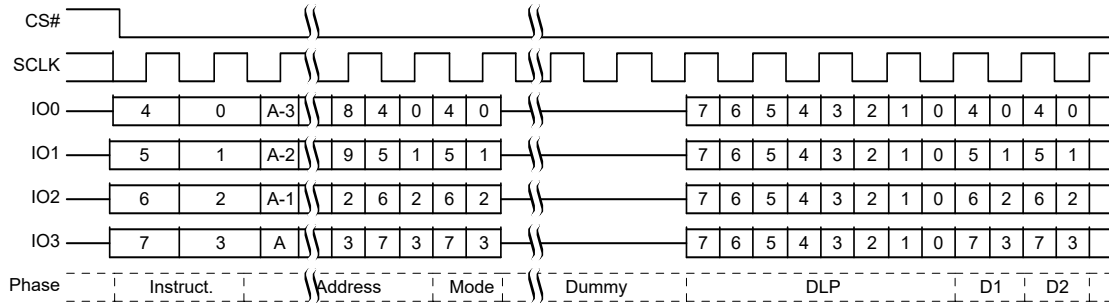 CS#
SCLK
IO0 4 0 A-3 8 4 0 4 0 7 6 5 4 3 2 1 0 4 0 4 0
IO1 5 1 A-2 9 5 1 5 1 7 6 5 4 3 2 1 0 5 1 5 1
IO2 6 2 A-1 2 6 2 6 2 7 6 5 4 3 2 1 0 6 2 6 2
IO3 7 3 A 3 7 3 7 3 7 6 5 4 3 2 1 0 7 3 7 3
Phase Instruct. Address Mode Dummy DLP D1 D2